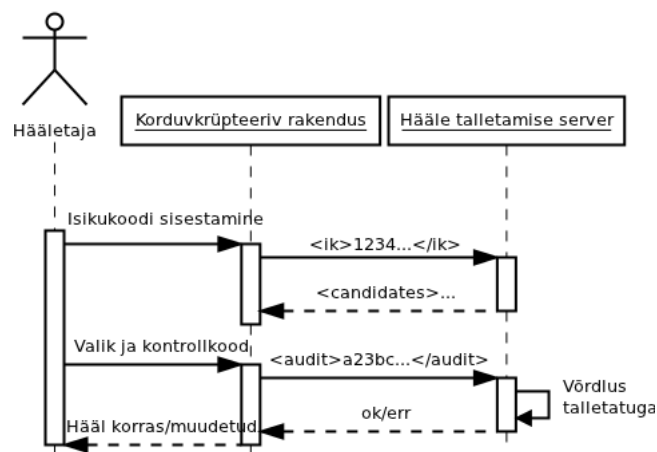 Hääletaja
Korduvkrüpteeriv rakendus
Hääle talletamise server
Isikukoodi sisestamine
<ik>1234...</ik>
<candidates>...
Valik ja kontrollkood
<audit>a23bc...</audit>
Võrdlus
talletatuga
ok/err
Hääl korras/muudetud